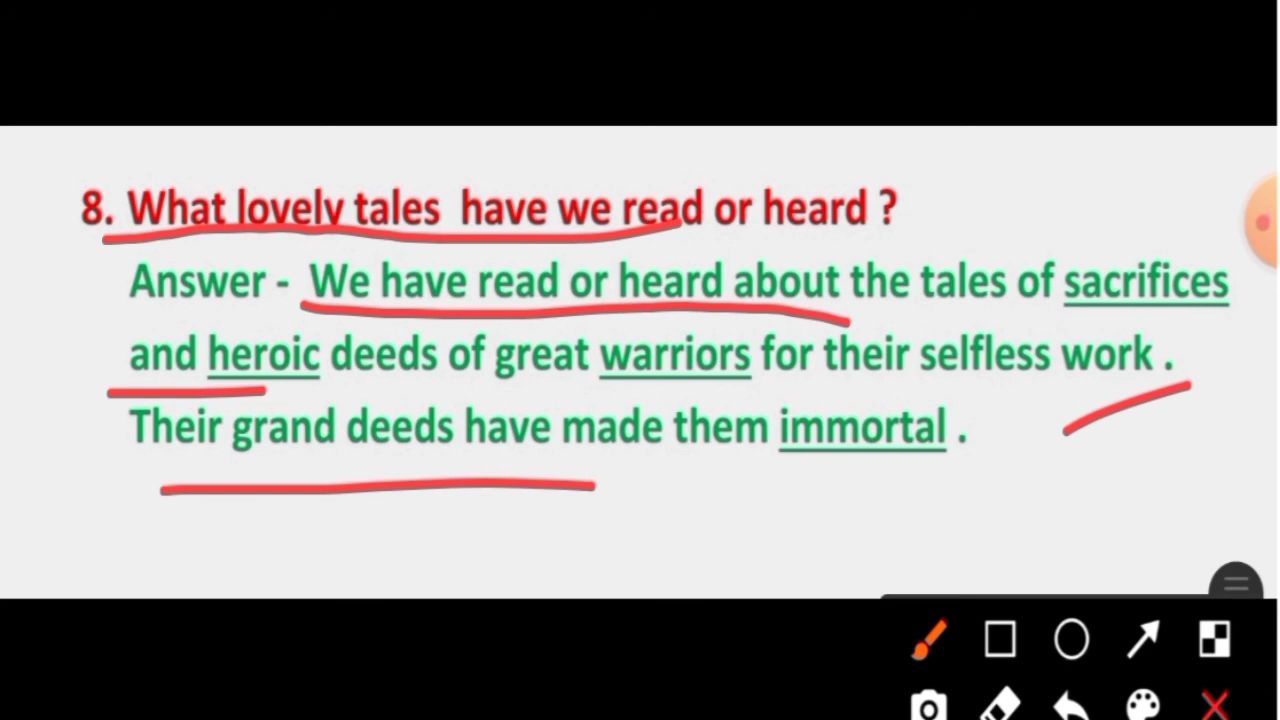 8. What lovely tales have we read or heard ?
Answer - We have read or heard about the tales of sacrifices
and heroic deeds of great warriors for their selfless work .
Their grand deeds have made them immortal .